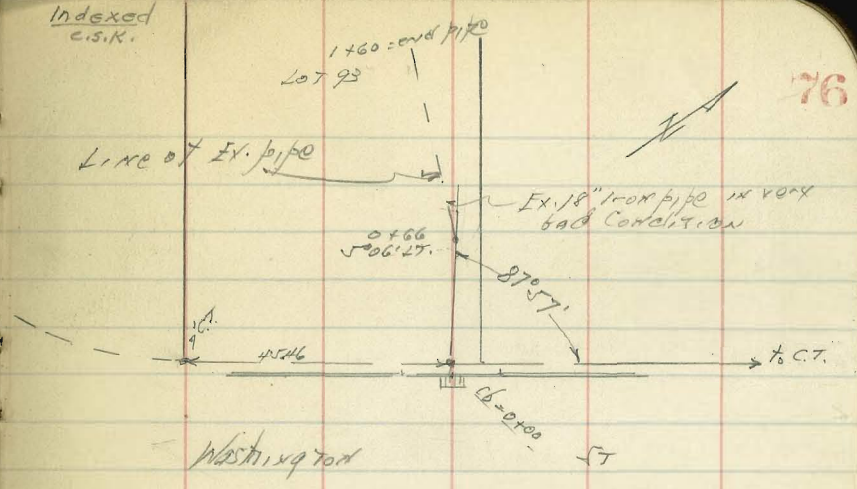 Indexed
C.S.K.
76
1+60 = end pipe
LOT 93
Line of Ex. pipe
Ex. 18" Iron pipe in very
bad Condition
0+66
5°06' LT.
87°57'
C.T.
45.46
to C.T.
CB = 0+00
Washington ST